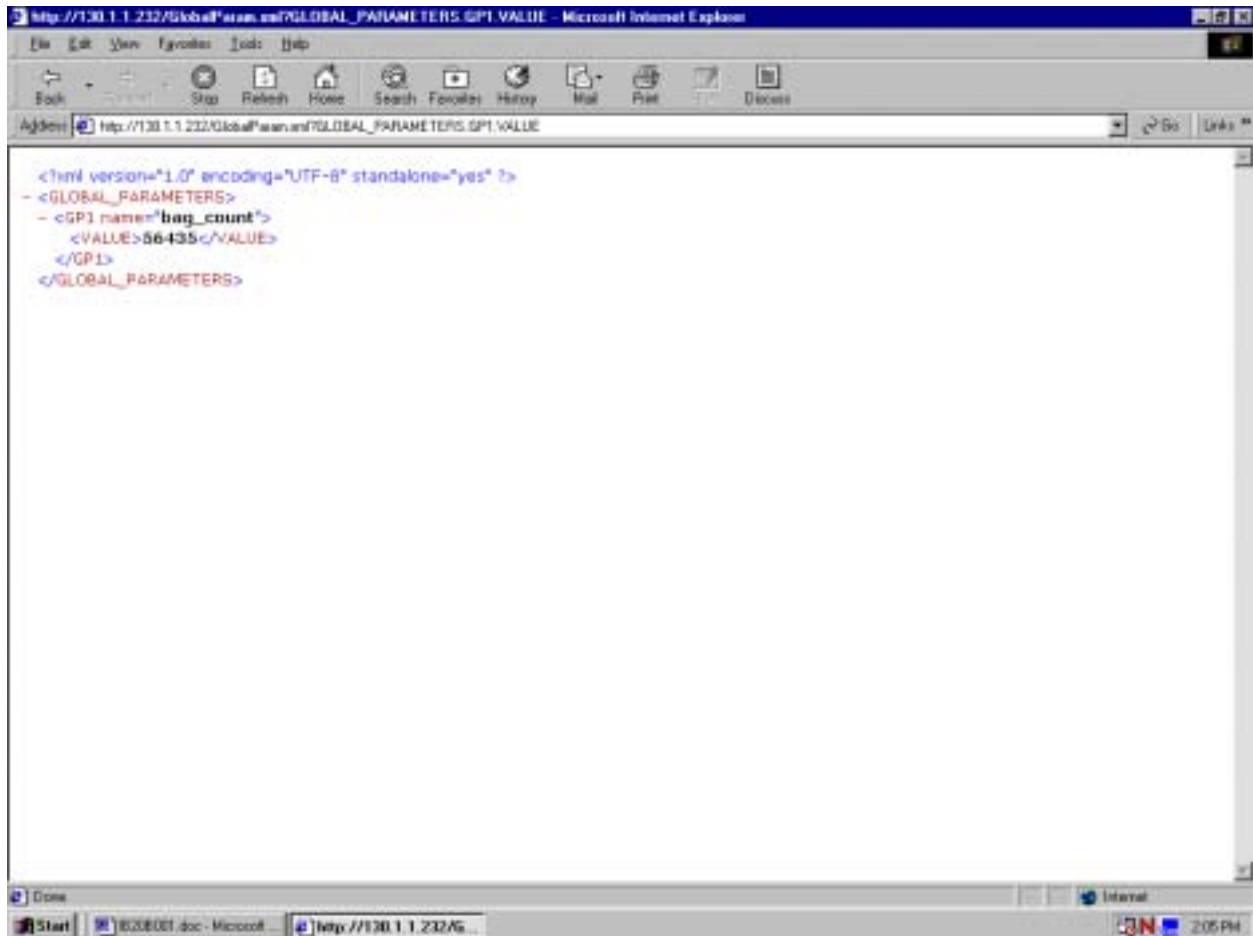 http://130.1.1.232/GlobalParam.xml?GLOBAL_PARAMETERS.GP1.VALUE - Microsoft Internet Explorer
File Edit View Favorites Tools Help
Back Stop Refresh Home Search Favorites History Mail Print Discuss
Address http://130.1.1.232/GlobalParam.xml?GLOBAL_PARAMETERS.GP1.VALUE Go Links »
<?xml version="1.0" encoding="UTF-8" standalone="yes" ?>
- <GLOBAL_PARAMETERS>
- <GP1 name="bag_count">
<VALUE>56435</VALUE>
</GP1>
</GLOBAL_PARAMETERS>
Done Internet
Start .doc - Microsoft ... http://130.1.1.232/G... 2:05 PM